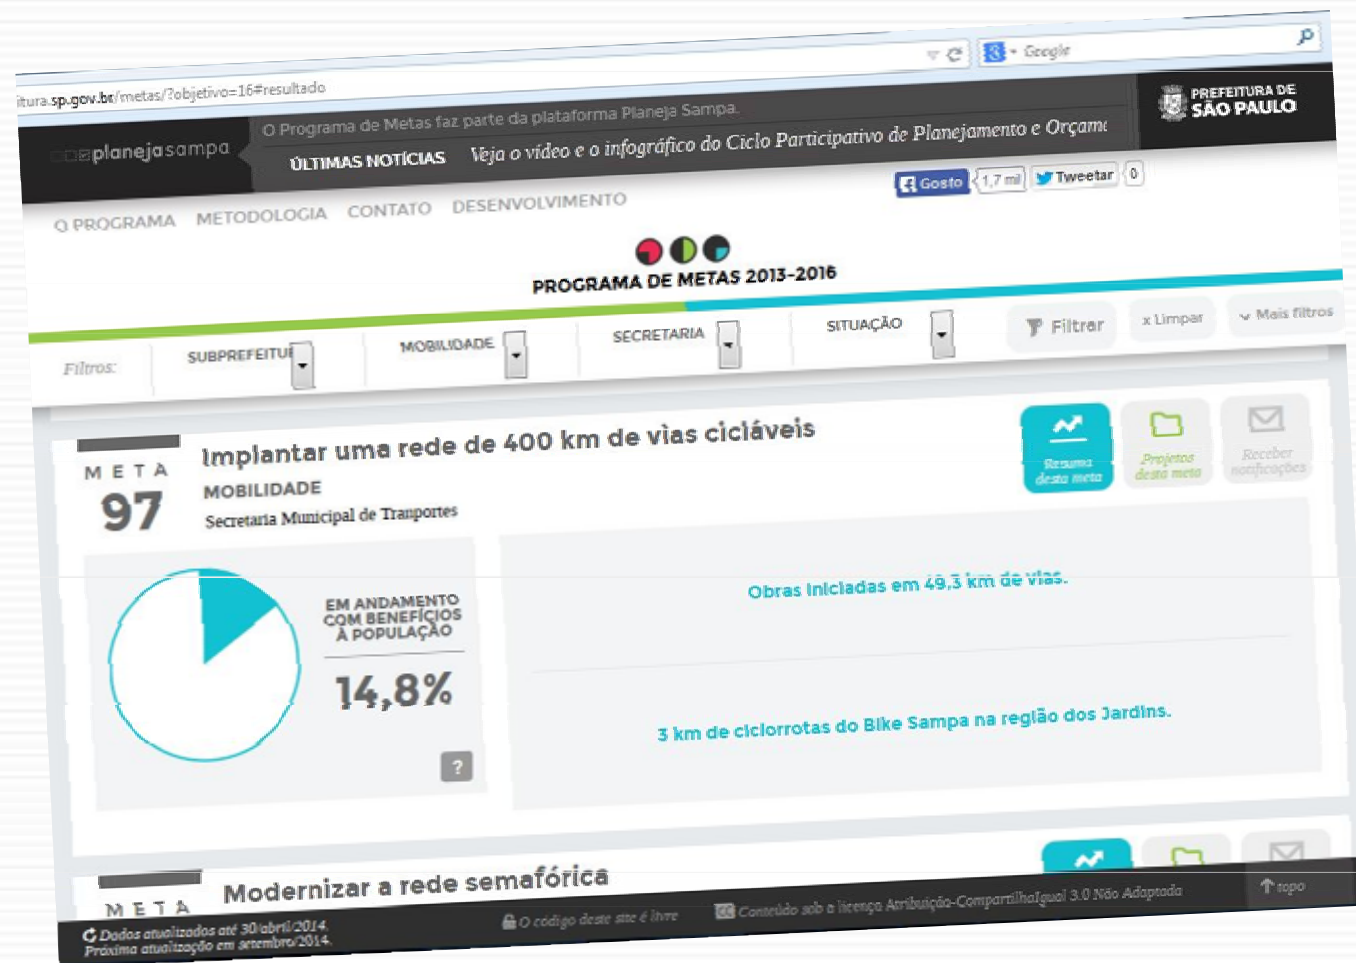 itura.sp.gov.br/metas/?objetivo=16#resultado
Google
planejasampa
O Programa de Metas faz parte da plataforma Planeja Sampa.
ÚLTIMAS NOTÍCIAS Veja o vídeo e o infográfico do Ciclo Participativo de Planejamento e Orçame
PREFEITURA DE
SÃO PAULO
Gosto 1,7 mil Tweetar 0
O PROGRAMA METODOLOGIA CONTATO DESENVOLVIMENTO
PROGRAMA DE METAS 2013-2016
Filtros: SUBPREFEITUR MOBILIDADE SECRETARIA SITUAÇÃO Filtrar x Limpar Mais filtros
META
97
Implantar uma rede de 400 km de vias cicláveis
MOBILIDADE
Secretaria Municipal de Tranportes
Resumo
desta meta
Projetos
desta meta
Receber
notificações
EM ANDAMENTO
COM BENEFÍCIOS
À POPULAÇÃO
14,8%
?
Obras iniciadas em 49,3 km de vias.
3 km de ciclorrotas do Bike Sampa na região dos Jardins.
META
Modernizar a rede semafórica
Dados atualizados até 30/abril/2014.
Próxima atualização em setembro/2014.
O código deste site é livre
CC Conteúdo sob a licença Atribuição-CompartilhaIgual 3.0 Não Adaptada
topo